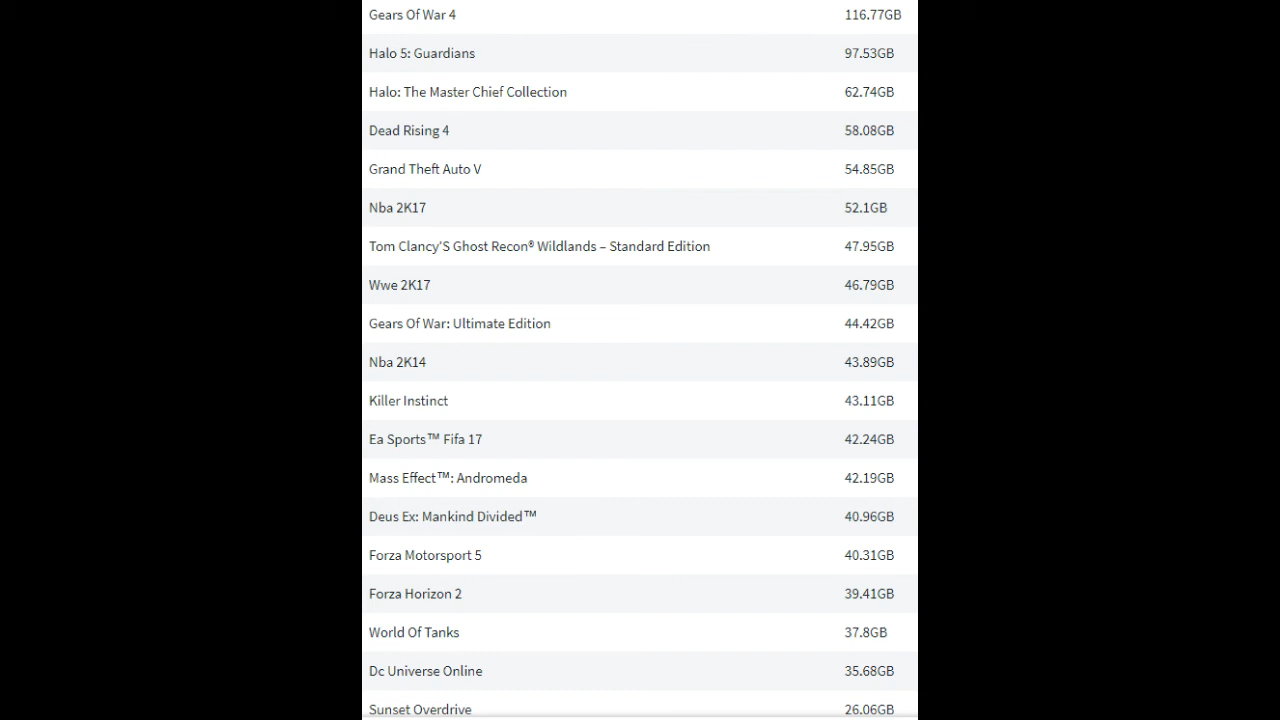 Gears Of War 4 116.77GB
Halo 5: Guardians 97.53GB
Halo: The Master Chief Collection 62.74GB
Dead Rising 4 58.08GB
Grand Theft Auto V 54.85GB
Nba 2K17 52.1GB
Tom Clancy'S Ghost Recon® Wildlands – Standard Edition 47.95GB
Wwe 2K17 46.79GB
Gears Of War: Ultimate Edition 44.42GB
Nba 2K14 43.89GB
Killer Instinct 43.11GB
Ea Sports™ Fifa 17 42.24GB
Mass Effect™: Andromeda 42.19GB
Deus Ex: Mankind Divided™ 40.96GB
Forza Motorsport 5 40.31GB
Forza Horizon 2 39.41GB
World Of Tanks 37.8GB
Dc Universe Online 35.68GB
Sunset Overdrive 26.06GB